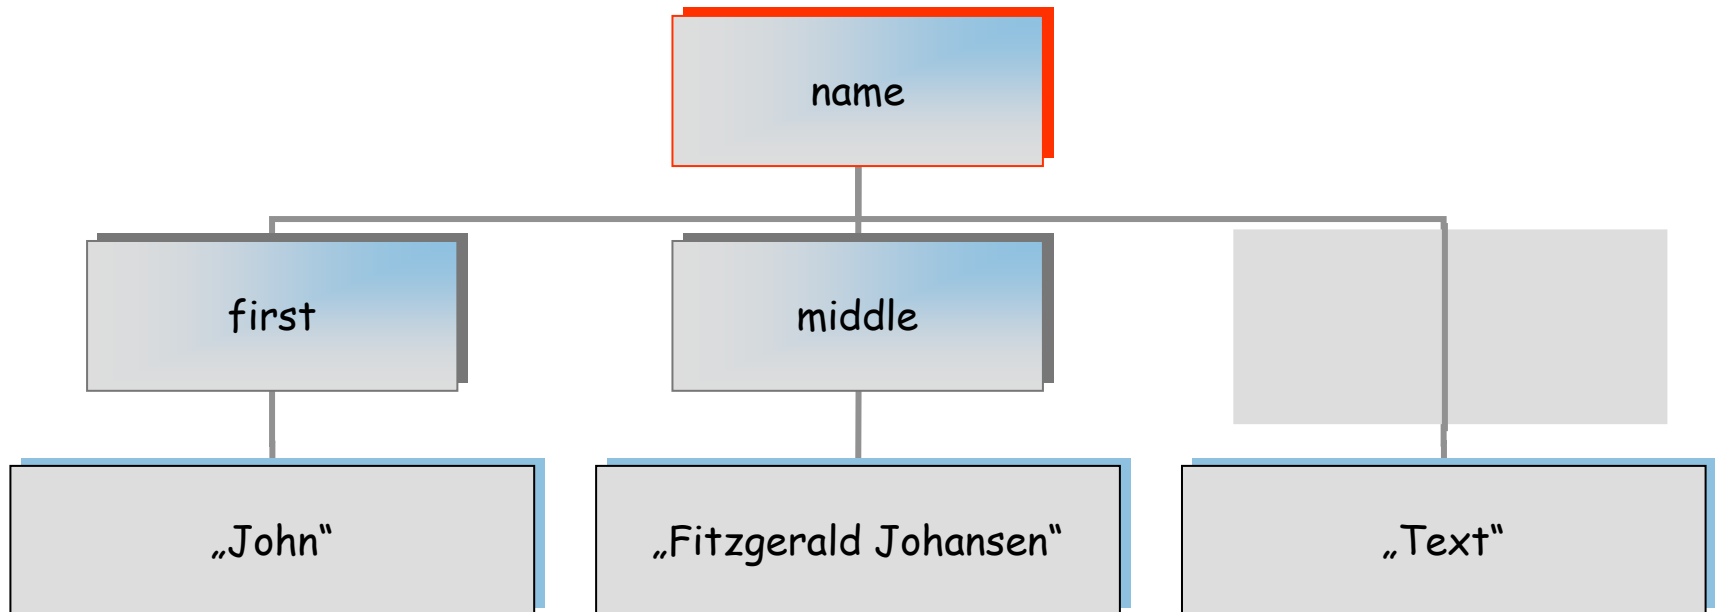 name
first
middle
„John“
„Fitzgerald Johansen“
„Text“